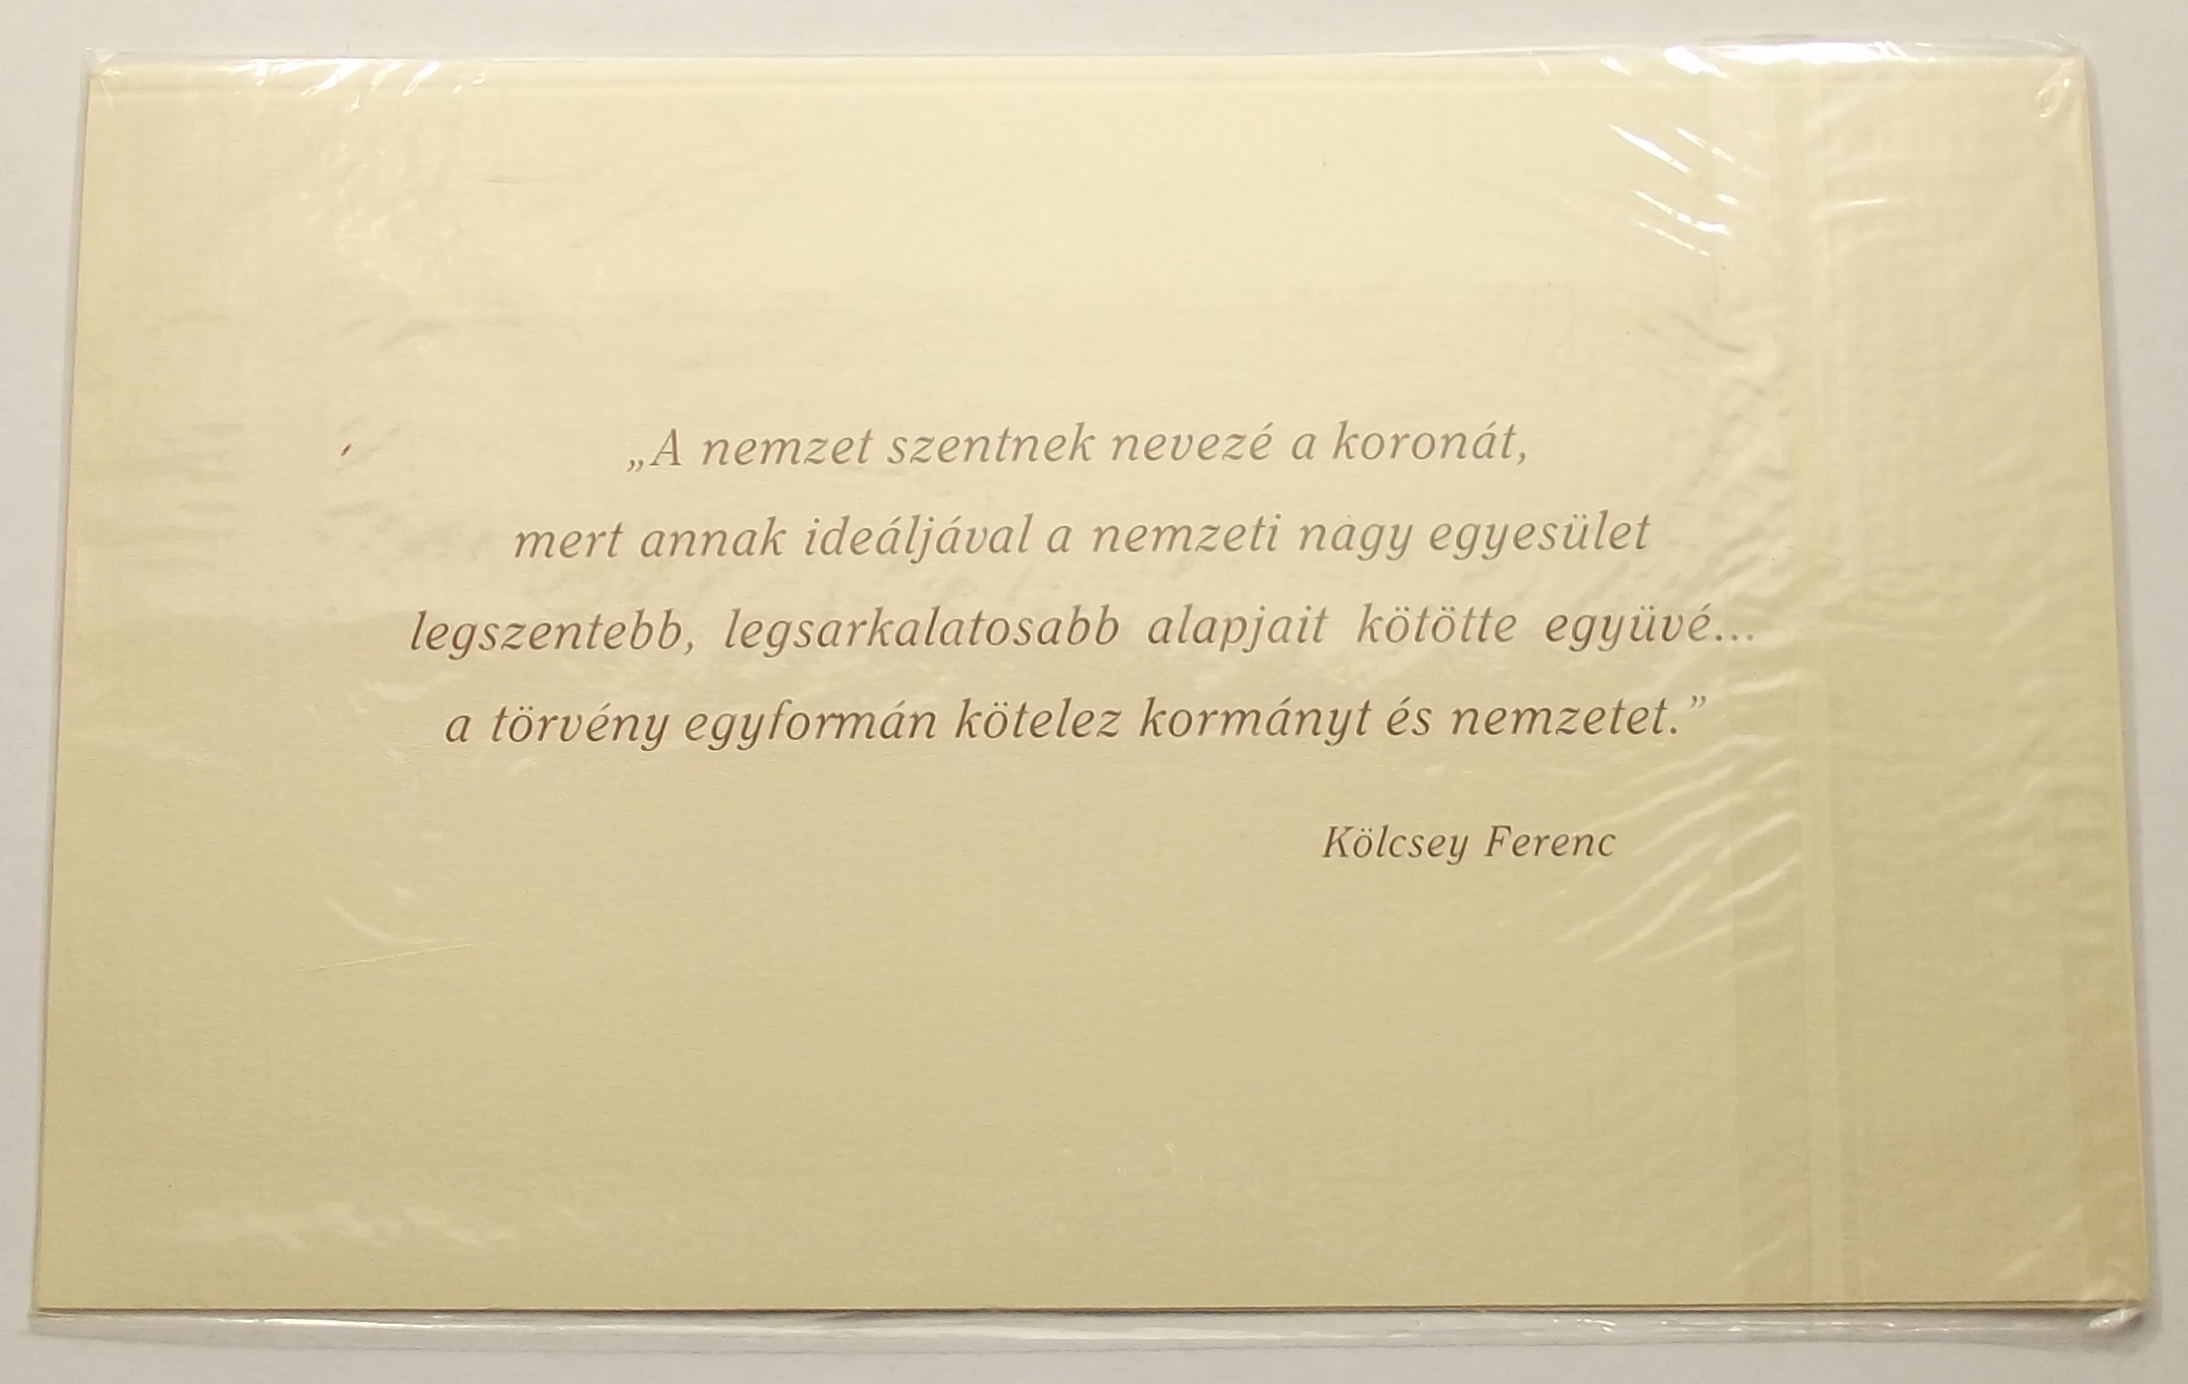 „A nemzet szentnek nevezé a koronát,
mert annak ideáljával a nemzeti nagy egyesület
legszentebb, legsarkalatosabb alapjait kötötte együvé...
a törvény egyformán kötelez kormányt és nemzetet.”
Kölcsey Ferenc